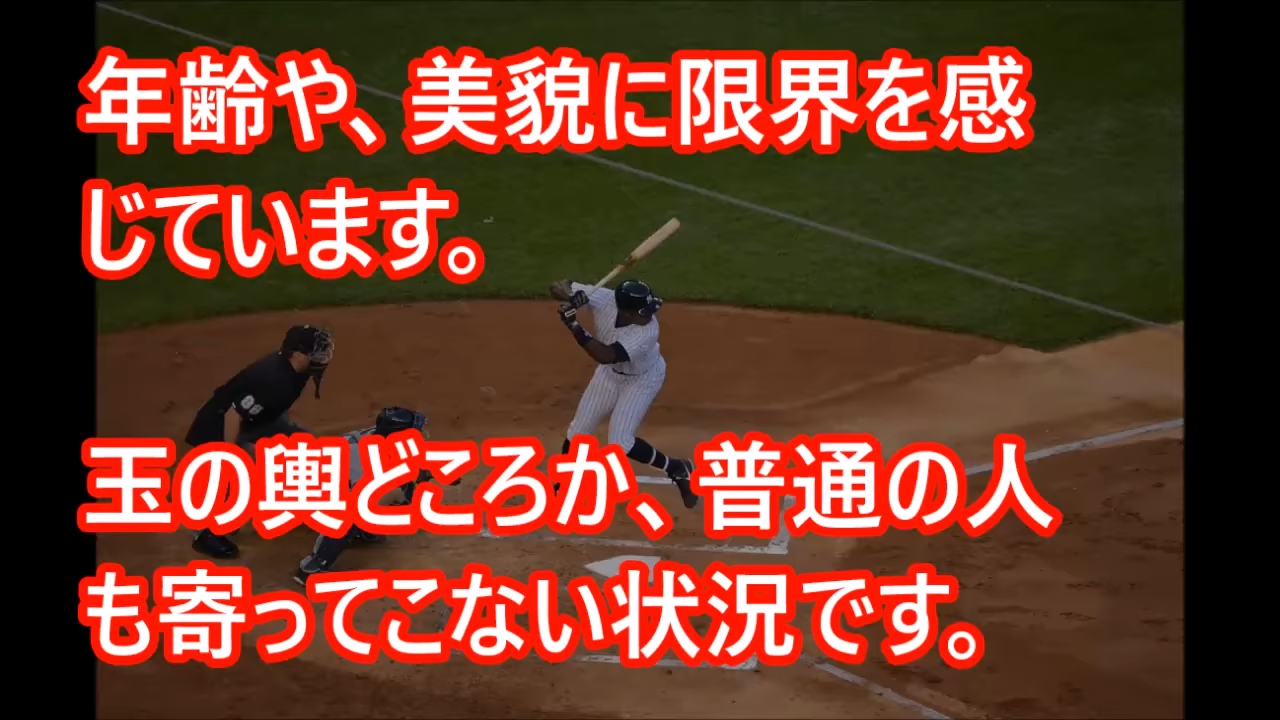 年齢や、美貌に限界を感
じています。
玉の輿どころか、普通の人
も寄ってこない状況です。
98